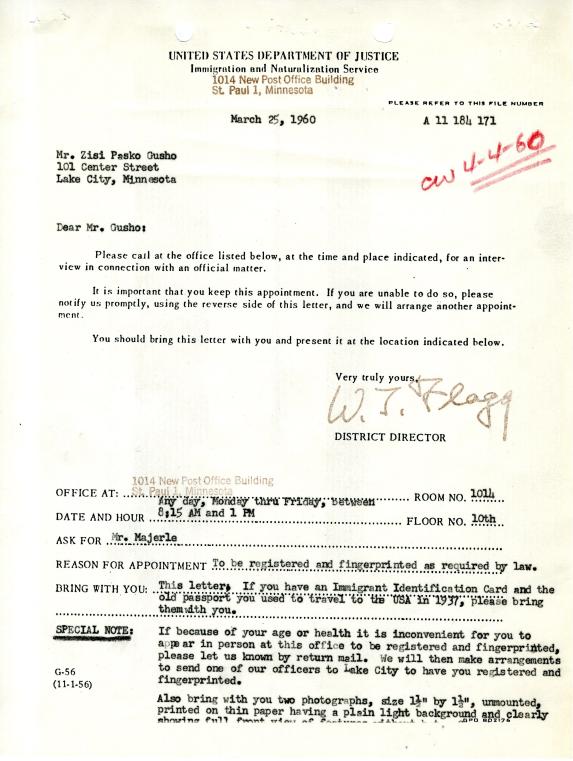 UNITED STATES DEPARTMENT OF JUSTICE
Immigration and Naturalization Service
1014 New Post Office Building
St. Paul 1, Minnesota
PLEASE REFER TO THIS FILE NUMBER
March 25, 1960 A 11 184 171
CW 4-4-60
Mr. Zisi Pasko Gusho
101 Center Street
Lake City, Minnesota
Dear Mr. Gusho:
Please call at the office listed below, at the time and place indicated, for an inter-
view in connection with an official matter.
It is important that you keep this appointment. If you are unable to do so, please
notify us promptly, using the reverse side of this letter, and we will arrange another appoint-
ment.
You should bring this letter with you and present it at the location indicated below.
Very truly yours,
W. J. Flagg
DISTRICT DIRECTOR
1014 New Post Office Building
OFFICE AT: St. Paul 1, Minnesota ROOM NO. 1014
Any day, Monday thru Friday, between
DATE AND HOUR 8:15 AM and 1 PM FLOOR NO. 10th
ASK FOR Mr. Majerle
REASON FOR APPOINTMENT To be registered and fingerprinted as required by law.
BRING WITH YOU: This letter. If you have an Immigrant Identification Card and the
old passport you used to travel to the USA in 1937, please bring
themwith you.
SPECIAL NOTE: If because of your age or health it is inconvenient for you to
appear in person at this office to be registered and fingerprinted,
please let us known by return mail. We will then make arrangements
to send one of our officers to Lake City to have you registered and
fingerprinted.
G-56
(11-1-56)
Also bring with you two photographs, size 1½" by 1½", unmounted,
printed on thin paper having a plain light background and clearly
showing full front view of features without
GPO